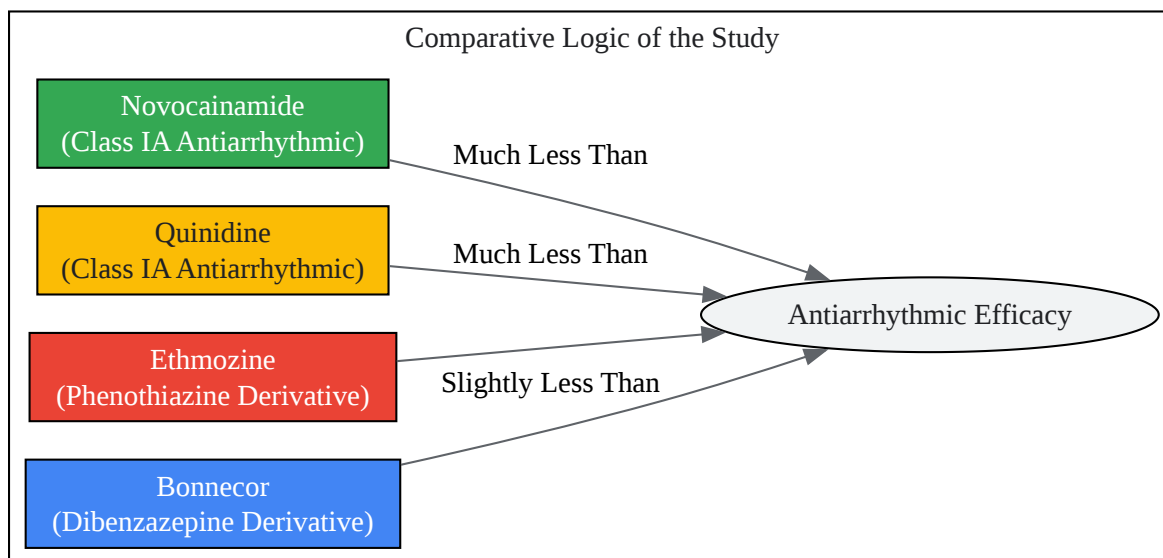 Comparative Logic of the Study
Novocainamide
(Class IA Antiarrhythmic)
Much Less Than
Quinidine
(Class IA Antiarrhythmic)
Much Less Than
Antiarrhythmic Efficacy
Ethmozine
(Phenothiazine Derivative)
Slightly Less Than
Bonnecor
(Dibenzazepine Derivative)